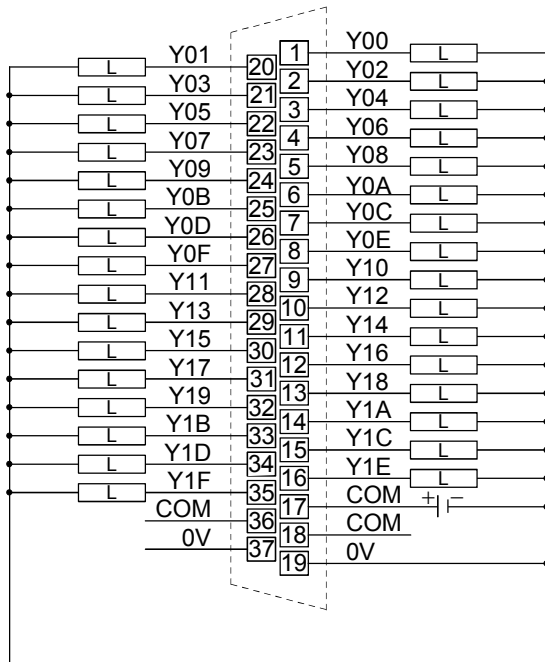 Y00
1 L
Y01
L 20
Y02
2 L
Y03
L 21
Y04
3 L
Y05
L 22
Y06
4 L
Y07
L 23
Y08
5 L
Y09
L 24
Y0A
6 L
Y0B
L 25
Y0C
7 L
Y0D
L 26
Y0E
8 L
Y0F
L 27
Y10
9 L
Y11
L 28
Y12
10 L
Y13
L 29
Y14
11 L
Y15
L 30
Y16
12 L
Y17
L 31
Y18
13 L
Y19
L 32
Y1A
14 L
Y1B
L 33
Y1C
15 L
Y1D
L 34
Y1E
16 L
Y1F
L 35
COM
17 + −
COM
36
COM
18
0V
37
0V
19